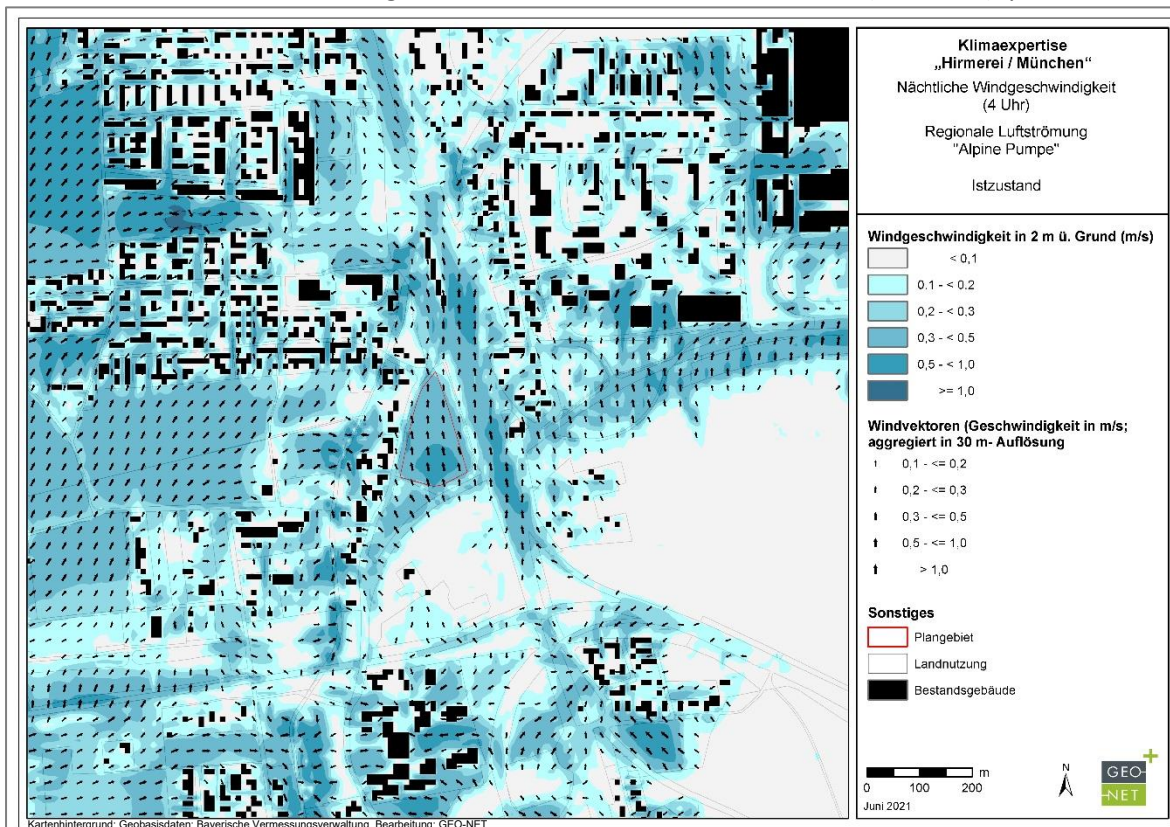 Klimaexpertise
„Hirmerei / München“
Nächtliche Windgeschwindigkeit
(4 Uhr)
Regionale Luftströmung
"Alpine Pumpe"
Istzustand
Windgeschwindigkeit in 2 m ü. Grund (m/s)
< 0,1
0,1 - < 0,2
0,2 - < 0,3
0,3 - < 0,5
0,5 - < 1,0
>= 1,0
Windvektoren (Geschwindigkeit in m/s;
aggregiert in 30 m- Auflösung
0,1 - <= 0,2
0,2 - <= 0,3
0,3 - <= 0,5
0,5 - <= 1,0
> 1,0
Sonstiges
Plangebiet
Landnutzung
Bestandsgebäude
m
0 100 200
N
GEO-
NET
Juni 2021
Kartenhintergrund: Geobasisdaten: Bayerische Vermessungsverwaltung, Bearbeitung: GEO-NET